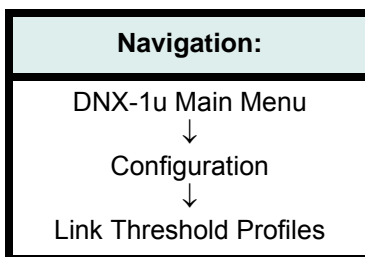 Navigation:
DNX-1u Main Menu
↓
Configuration
↓
Link Threshold Profiles